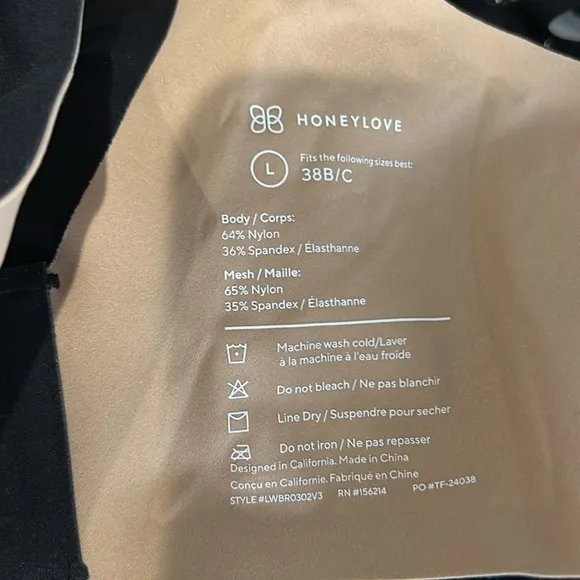 HONEYLOVE
L
Fits the following sizes best:
38B/C
Body / Corps:
64% Nylon
36% Spandex / Élasthanne
Mesh / Maille:
65% Nylon
35% Spandex / Élasthanne
Machine wash cold/Laver
à la machine à l'eau froide
Do not bleach / Ne pas blanchir
Line Dry / Suspendre pour secher
Do not iron / Ne pas repasser
Designed in California. Made in China
Conçu en Californie. Fabriqué en Chine
STYLE #LWBR0302V3 RN #156214 PO #TF-24038